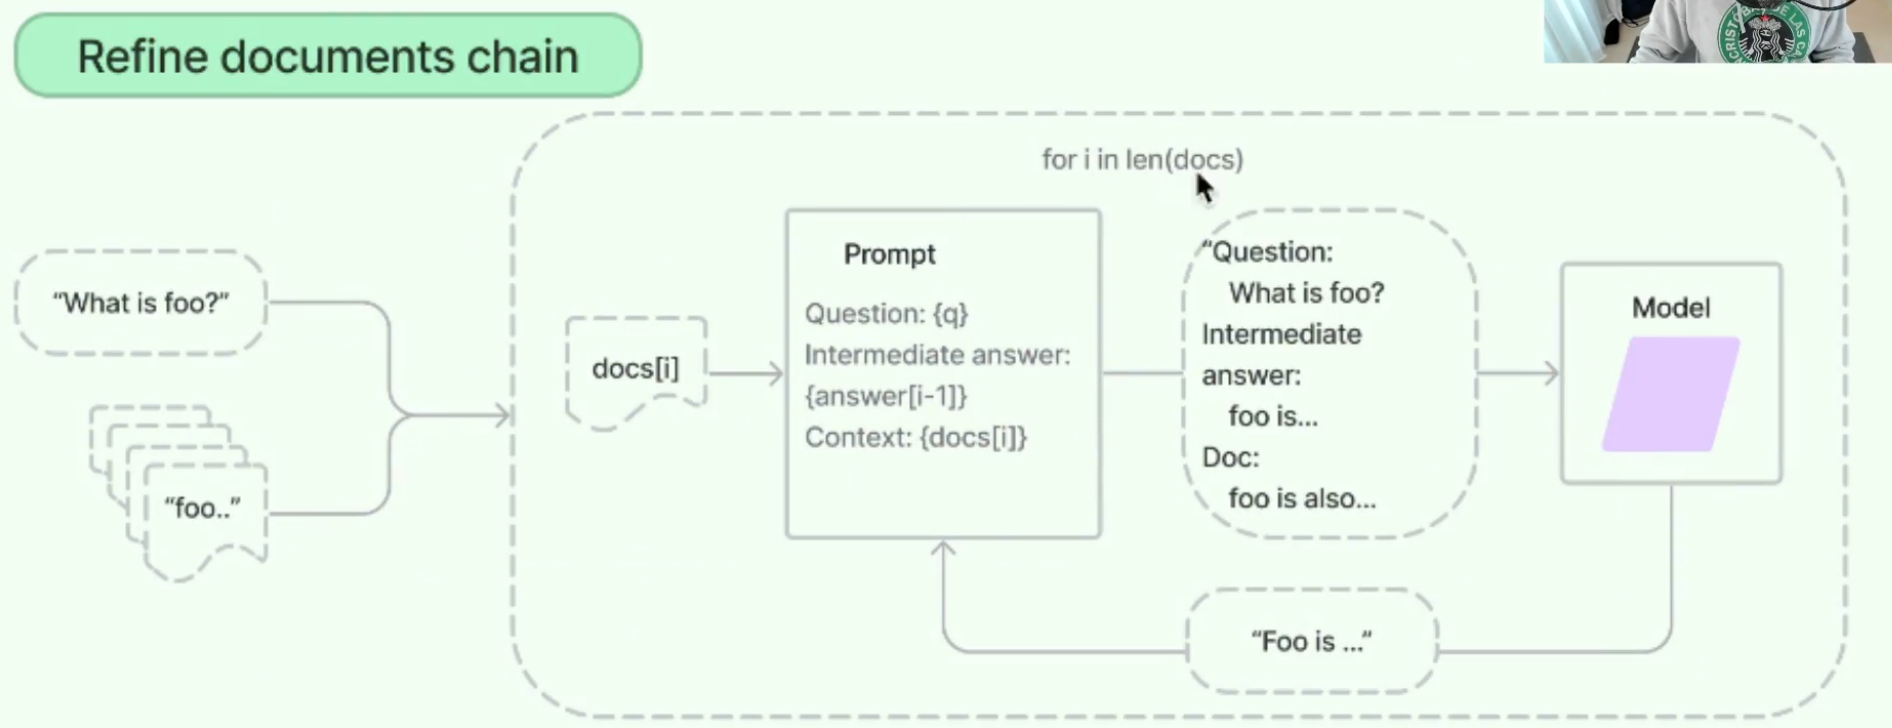 Refine documents chain
for i in len(docs)
“What is foo?”
“foo..”
docs[i]
Prompt
Question: {q}
Intermediate answer:
{answer[i-1]}
Context: {docs[i]}
“Question:
What is foo?
Intermediate
answer:
foo is...
Doc:
foo is also...
Model
“Foo is ...”